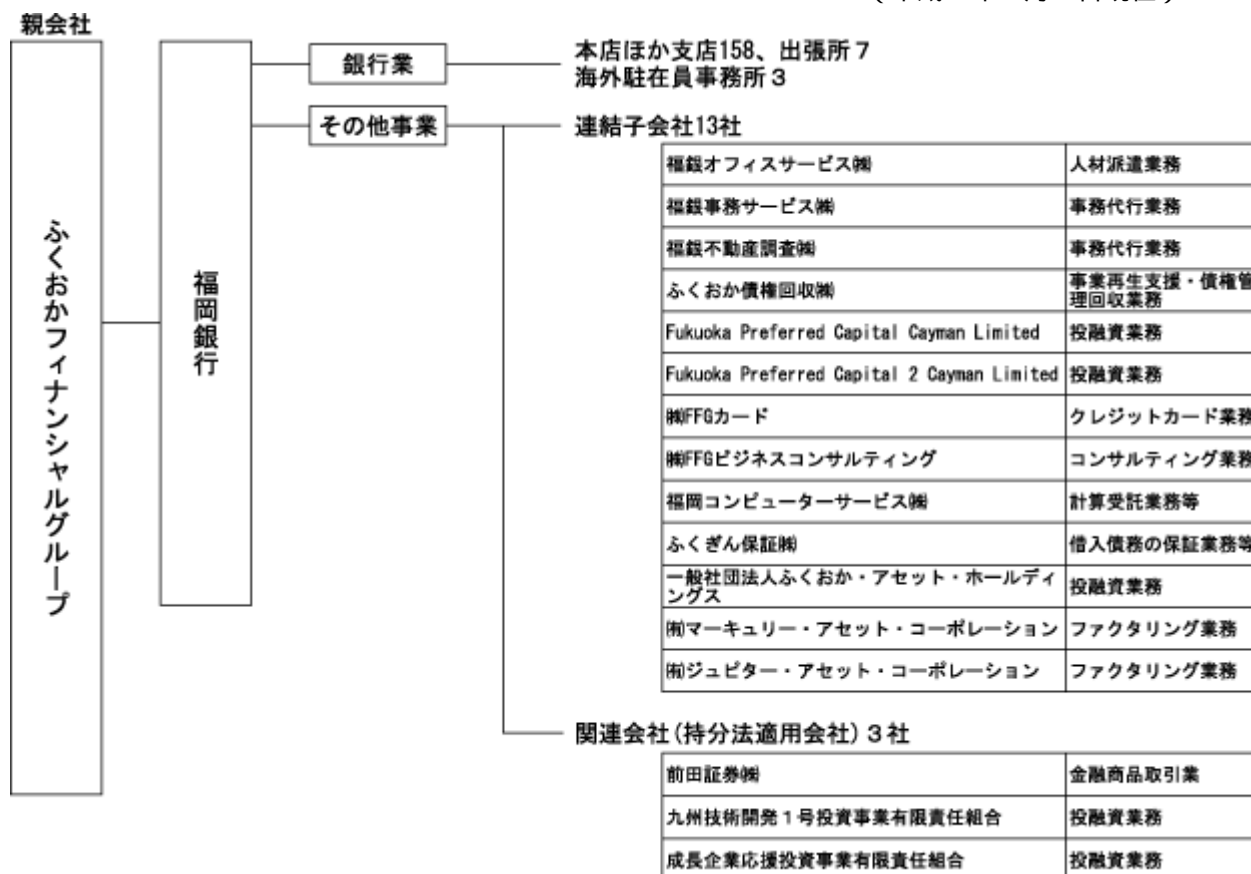 親会社
ふくおかフィナンシャルグループ
福岡銀行
銀行業
本店ほか支店158、出張所7
海外駐在員事務所3
その他事業
連結子会社13社
福銀オフィスサービス㈱ 人材派遣業務
福銀事務サービス㈱ 事務代行業務
福銀不動産調査㈱ 事務代行業務
ふくおか債権回収㈱ 事業再生支援・債権管
理回収業務
Fukuoka Preferred Capital Cayman Limited 投融資業務
Fukuoka Preferred Capital 2 Cayman Limited 投融資業務
㈱FFGカード クレジットカード業務
㈱FFGビジネスコンサルティング コンサルティング業務
福岡コンピューターサービス㈱ 計算受託業務等
ふくぎん保証㈱ 借入債務の保証業務等
一般社団法人ふくおか・アセット・ホールディ
ングス 投融資業務
㈲マーキュリー・アセット・コーポレーション ファクタリング業務
㈲ジュピター・アセット・コーポレーション ファクタリング業務
関連会社(持分法適用会社)3社
前田証券㈱ 金融商品取引業
九州技術開発1号投資事業有限責任組合 投融資業務
成長企業応援投資事業有限責任組合 投融資業務